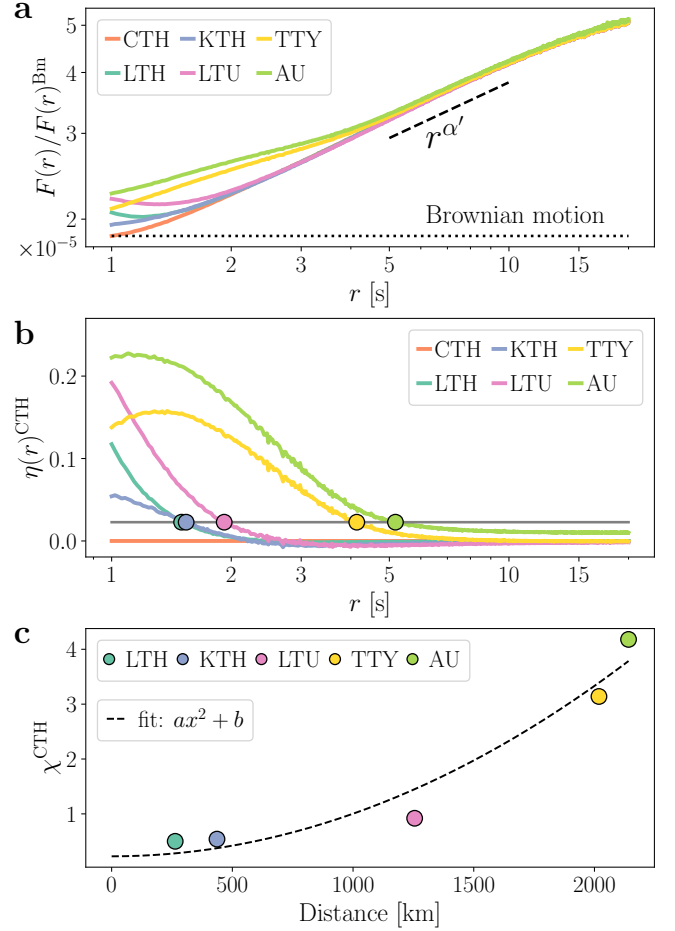 a
5
4
3
2
×10⁻⁵
F(r)/F(r)ᴮᵐ
CTH KTH TTY
LTH LTU AU
r^{α′}
Brownian motion
1 2 3 5 10 15
r [s]
b
0.2
0.1
0.0
η(r)^{CTH}
CTH KTH TTY
LTH LTU AU
1 2 3 5 10 15
r [s]
c
4
3
2
1
χ^{CTH}
LTH KTH LTU TTY AU
fit: ax² + b
0 500 1000 1500 2000
Distance [km]